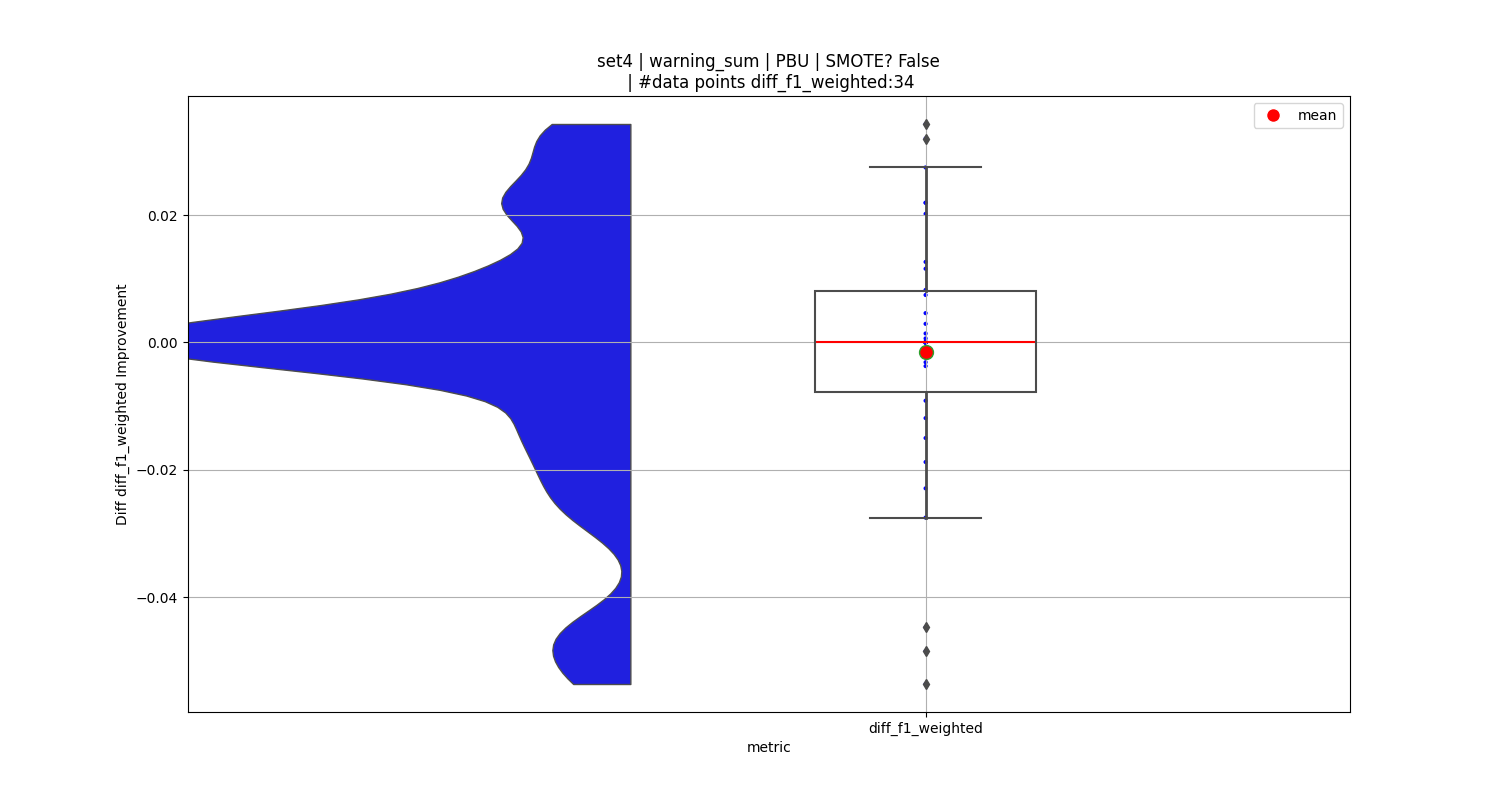 set4 | warning_sum | PBU | SMOTE? False
| #data points diff_f1_weighted:34
mean
Diff diff_f1_weighted Improvement
0.02
0.00
−0.02
−0.04
diff_f1_weighted
metric